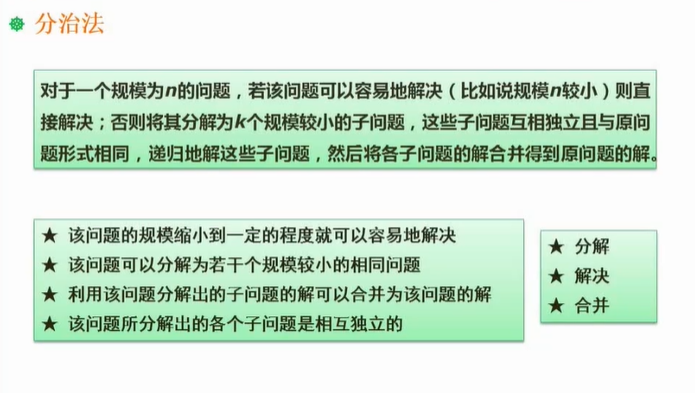 分治法
对于一个规模为n的问题，若该问题可以容易地解决（比如说规模n较小）则直
接解决；否则将其分解为k个规模较小的子问题，这些子问题互相独立且与原问
题形式相同，递归地解这些子问题，然后将各子问题的解合并得到原问题的解。
★ 该问题的规模缩小到一定的程度就可以容易地解决
★ 该问题可以分解为若干个规模较小的相同问题
★ 利用该问题分解出的子问题的解可以合并为该问题的解
★ 该问题所分解出的各个子问题是相互独立的
★ 分解
★ 解决
★ 合并